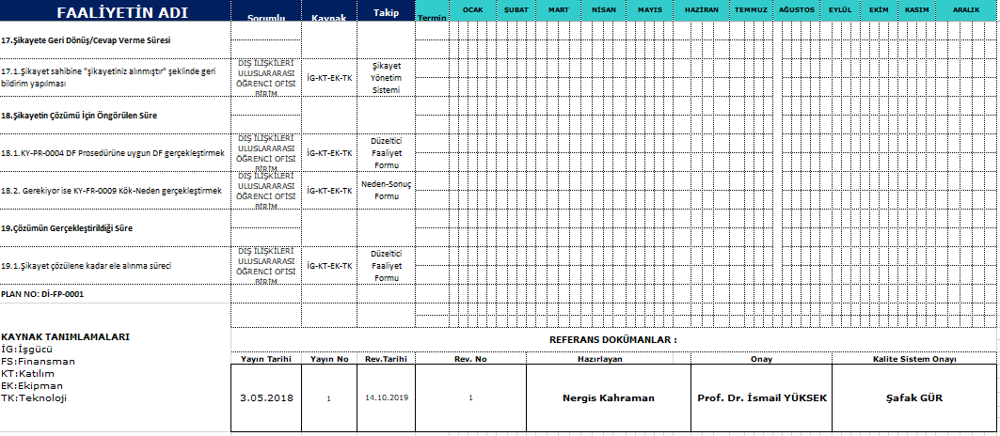 FAALİYETİN ADI Sorumlu Kaynak Takip Termin OCAK ŞUBAT MART NİSAN MAYIS HAZİRAN TEMMUZ AĞUSTOS EYLÜL EKİM KASIM ARALIK
17.Şikayete Geri Dönüş/Cevap Verme Süresi
17.1.Şikayet sahibine "şikayetiniz alınmıştır" şeklinde geri
bildirim yapılması
DIŞ İLİŞKİLERİ
ULUSLARARASI
ÖĞRENCİ OFİSİ
BİRİM
İG-KT-EK-TK
Şikayet
Yönetim
Sistemi
18.Şikayetin Çözümü İçin Öngörülen Süre
18.1.KY-PR-0004 DF Prosedürüne uygun DF gerçekleştirmek
DIŞ İLİŞKİLERİ
ULUSLARARASI
ÖĞRENCİ OFİSİ
BİRİM
İG-KT-EK-TK
Düzeltici
Faaliyet
Formu
18.2. Gerekiyor ise KY-FR-0009 Kök-Neden gerçekleştirmek
DIŞ İLİŞKİLERİ
ULUSLARARASI
ÖĞRENCİ OFİSİ
BİRİM
İG-KT-EK-TK
Neden-Sonuç
Formu
19.Çözümün Gerçekleştirildiği Süre
19.1.Şikayet çözülene kadar ele alınma süreci
DIŞ İLİŞKİLERİ
ULUSLARARASI
ÖĞRENCİ OFİSİ
BİRİM
İG-KT-EK-TK
Düzeltici
Faaliyet
Formu
PLAN NO: Dİ-FP-0001
KAYNAK TANIMLAMALARI
İG:İşgücü
FS:Finansman
KT:Katılım
EK:Ekipman
TK:Teknoloji
REFERANS DOKÜMANLAR :
Yayın Tarihi Yayın No Rev.Tarihi Rev. No Hazırlayan Onay Kalite Sistem Onayı
3.05.2018 1 14.10.2019 1 Nergis Kahraman Prof. Dr. İsmail YÜKSEK Şafak GÜR